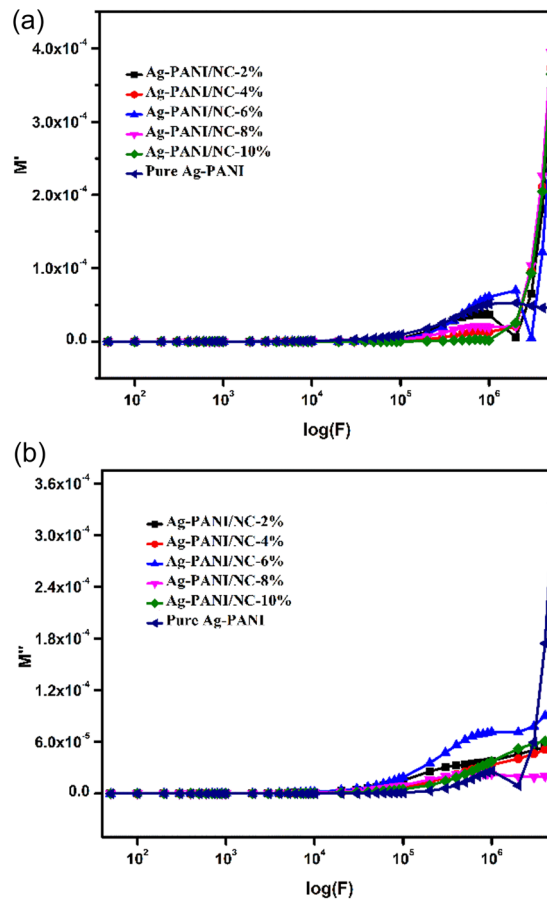 (a)
4.0x10⁻⁴
3.0x10⁻⁴
2.0x10⁻⁴
1.0x10⁻⁴
0.0
M'
Ag-PANI/NC-2%
Ag-PANI/NC-4%
Ag-PANI/NC-6%
Ag-PANI/NC-8%
Ag-PANI/NC-10%
Pure Ag-PANI
10² 10³ 10⁴ 10⁵ 10⁶
log(F)
(b)
3.6x10⁻⁴
3.0x10⁻⁴
2.4x10⁻⁴
1.2x10⁻⁴
6.0x10⁻⁵
0.0
M''
Ag-PANI/NC-2%
Ag-PANI/NC-4%
Ag-PANI/NC-6%
Ag-PANI/NC-8%
Ag-PANI/NC-10%
Pure Ag-PANI
10² 10³ 10⁴ 10⁵ 10⁶
log(F)